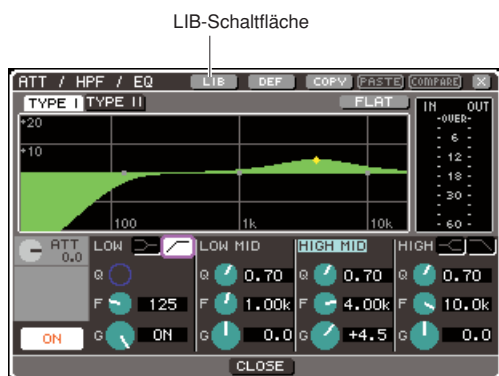 LIB-Schaltfläche
ATT / HPF / EQ LIB DEF COPY PASTE COMPARE X
TYPE I TYPE II FLAT IN OUT
+20 -OVER-
6
+10 12
18
30
100 1k 10k -60-
ATT 0.0 LOW LOW MID HIGH MID HIGH
Q Q 0.70 Q 0.70 Q 0.70
F 125 F 1.00k F 4.00k F 10.0k
ON G ON G 0.0 G +4.5 G 0.0
CLOSE